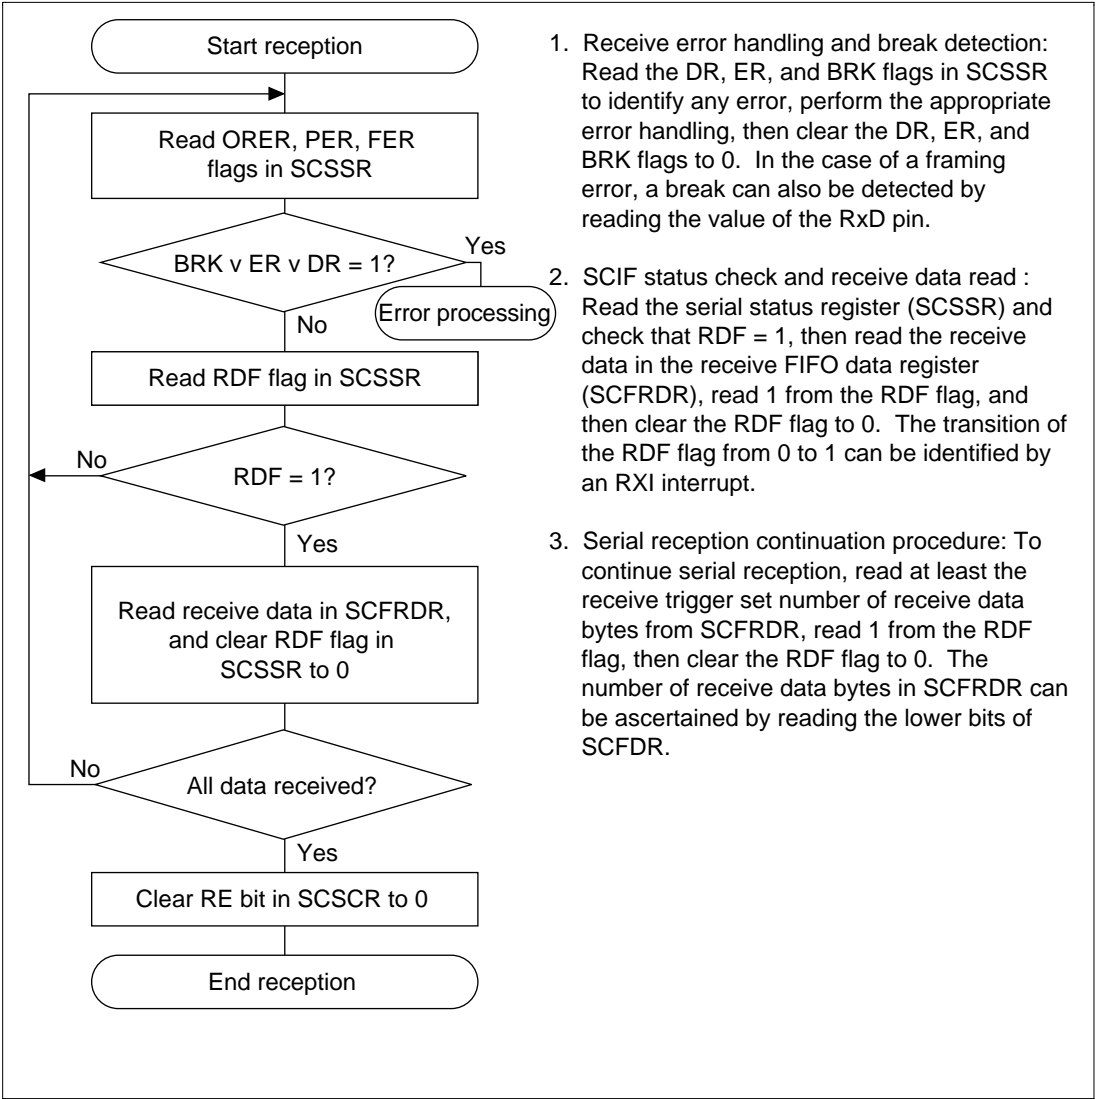 Start reception
Read ORER, PER, FER
flags in SCSSR
BRK v ER v DR = 1?
Yes
Error processing
No
Read RDF flag in SCSSR
RDF = 1?
No
Yes
Read receive data in SCFRDR,
and clear RDF flag in
SCSSR to 0
All data received?
No
Yes
Clear RE bit in SCSCR to 0
End reception
1. Receive error handling and break detection:
Read the DR, ER, and BRK flags in SCSSR
to identify any error, perform the appropriate
error handling, then clear the DR, ER, and
BRK flags to 0. In the case of a framing
error, a break can also be detected by
reading the value of the RxD pin.
2. SCIF status check and receive data read :
Read the serial status register (SCSSR) and
check that RDF = 1, then read the receive
data in the receive FIFO data register
(SCFRDR), read 1 from the RDF flag, and
then clear the RDF flag to 0. The transition of
the RDF flag from 0 to 1 can be identified by
an RXI interrupt.
3. Serial reception continuation procedure: To
continue serial reception, read at least the
receive trigger set number of receive data
bytes from SCFRDR, read 1 from the RDF
flag, then clear the RDF flag to 0. The
number of receive data bytes in SCFRDR can
be ascertained by reading the lower bits of
SCFDR.